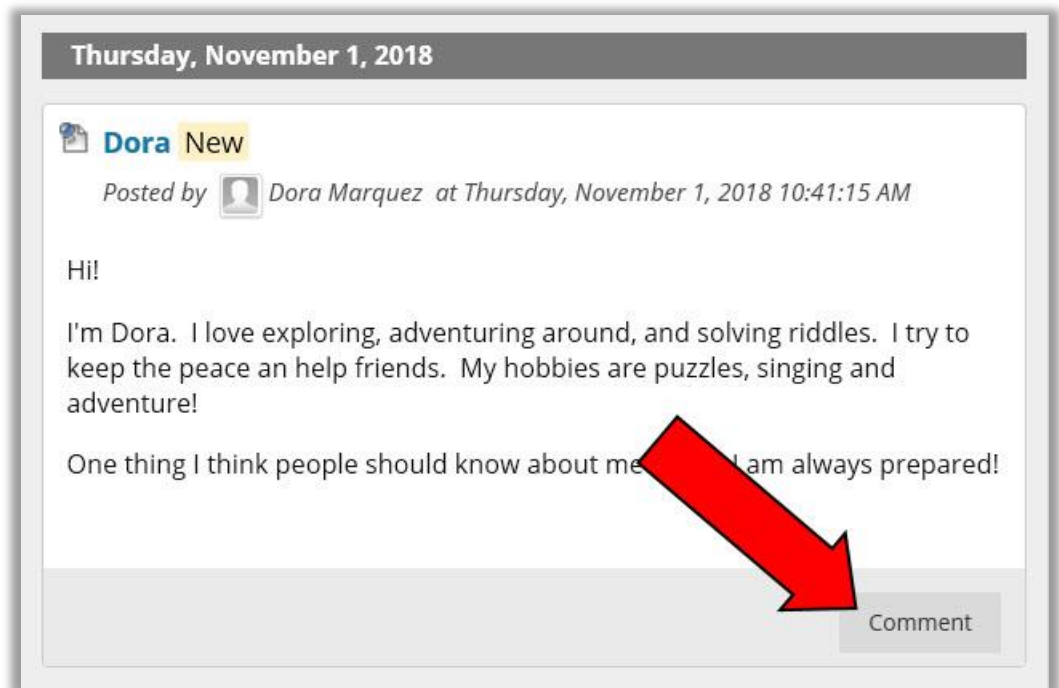 Thursday, November 1, 2018
Dora New
Posted by Dora Marquez at Thursday, November 1, 2018 10:41:15 AM
Hi!
I'm Dora. I love exploring, adventuring around, and solving riddles. I try to
keep the peace an help friends. My hobbies are puzzles, singing and
adventure!
One thing I think people should know about me I am always prepared!
Comment